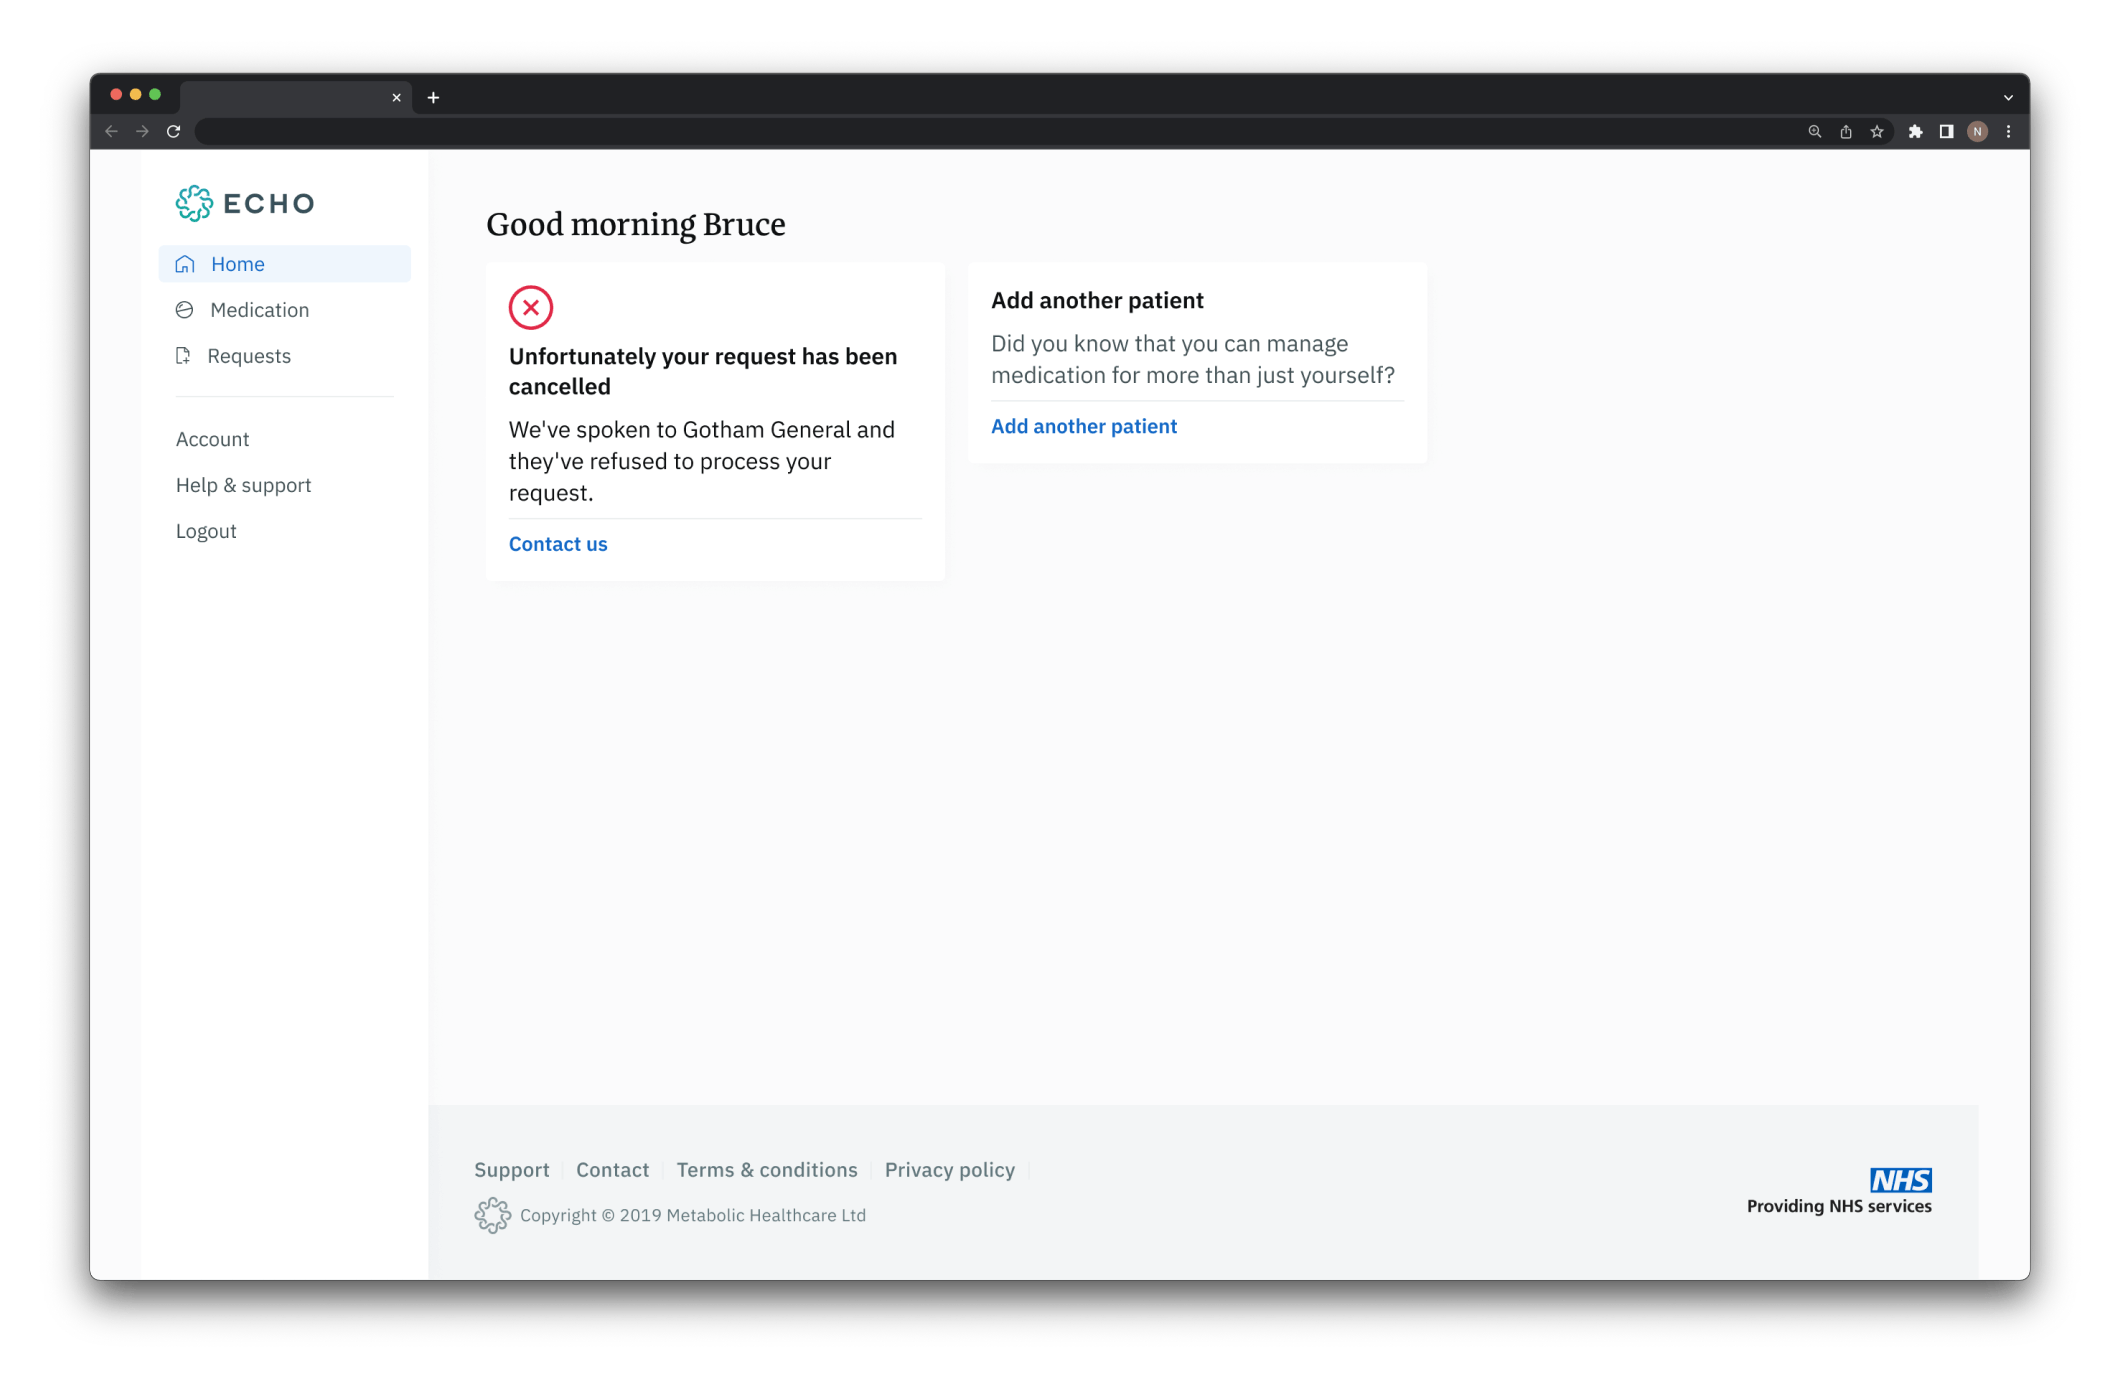 N
ECHO
Home
Medication
Requests
Account
Help & support
Logout
Good morning Bruce
Unfortunately your request has been
cancelled
We've spoken to Gotham General and
they've refused to process your
request.
Contact us
Add another patient
Did you know that you can manage
medication for more than just yourself?
Add another patient
Support
Contact
Terms & conditions
Privacy policy
Copyright © 2019 Metabolic Healthcare Ltd
NHS
Providing NHS services